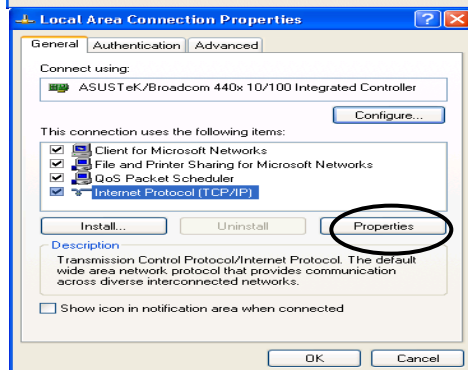 Local Area Connection Properties
General Authentication Advanced
Connect using:
ASUSTeK/Broadcom 440x 10/100 Integrated Controller
Configure...
This connection uses the following items:
Client for Microsoft Networks
File and Printer Sharing for Microsoft Networks
QoS Packet Scheduler
Internet Protocol (TCP/IP)
Install... Uninstall Properties
Description
Transmission Control Protocol/Internet Protocol. The default
wide area network protocol that provides communication
across diverse interconnected networks.
Show icon in notification area when connected
OK Cancel